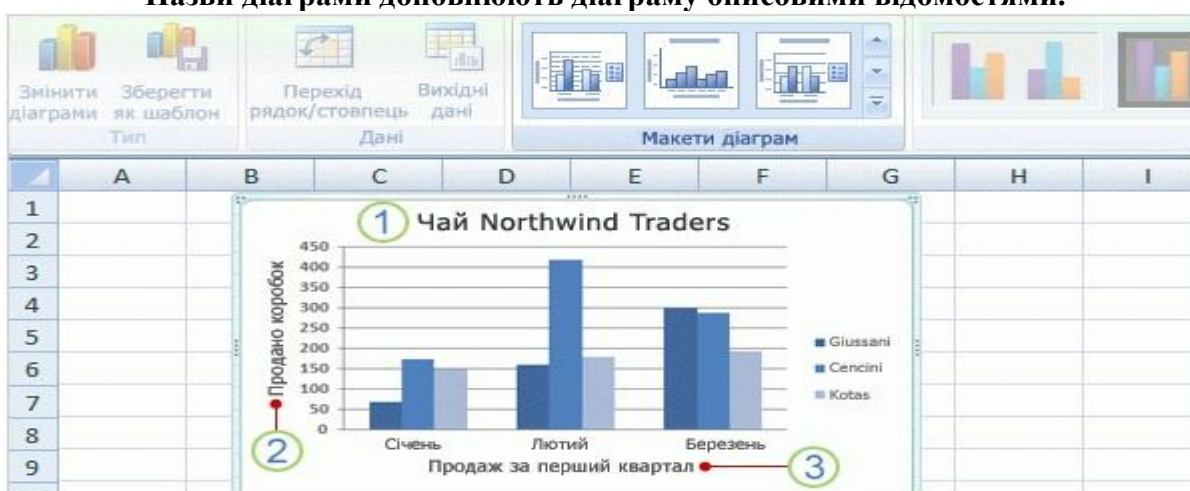 Назви діаграми доповнюють діаграму описовими відомостями.
Змінити Зберегти Перехід Вихідні
діаграми як шаблон рядок/стовпець дані
Тип Дані Макети діаграм
A B C D E F G H I
1
2
3
4
5
6
7
8
9
1 Чай Northwind Traders
450
400
350
300
250
200
150
100
50
0
Продано коробок
2
Січень Лютий Березень
Продаж за перший квартал 3
Giussani
Cencini
Kotas